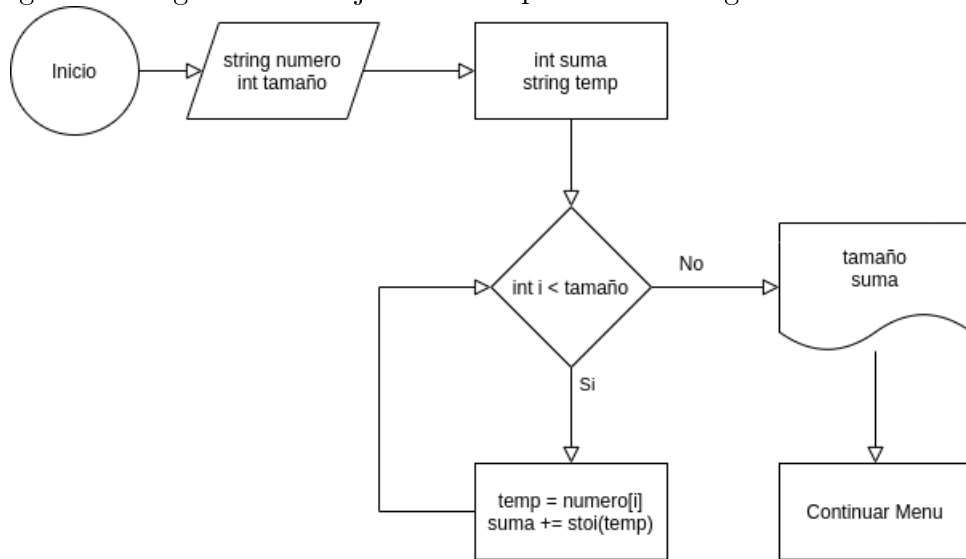 Inicio
string numero
int tamaño
int suma
string temp
int i < tamaño
No
tamaño
suma
Si
temp = numero[i]
suma += stoi(temp)
Continuar Menu